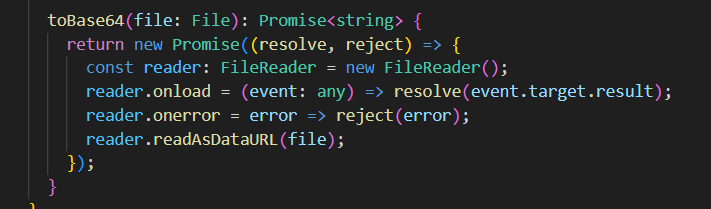 toBase64(file: File): Promise<string> {
return new Promise((resolve, reject) => {
const reader: FileReader = new FileReader();
reader.onload = (event: any) => resolve(event.target.result);
reader.onerror = error => reject(error);
reader.readAsDataURL(file);
});
}
}